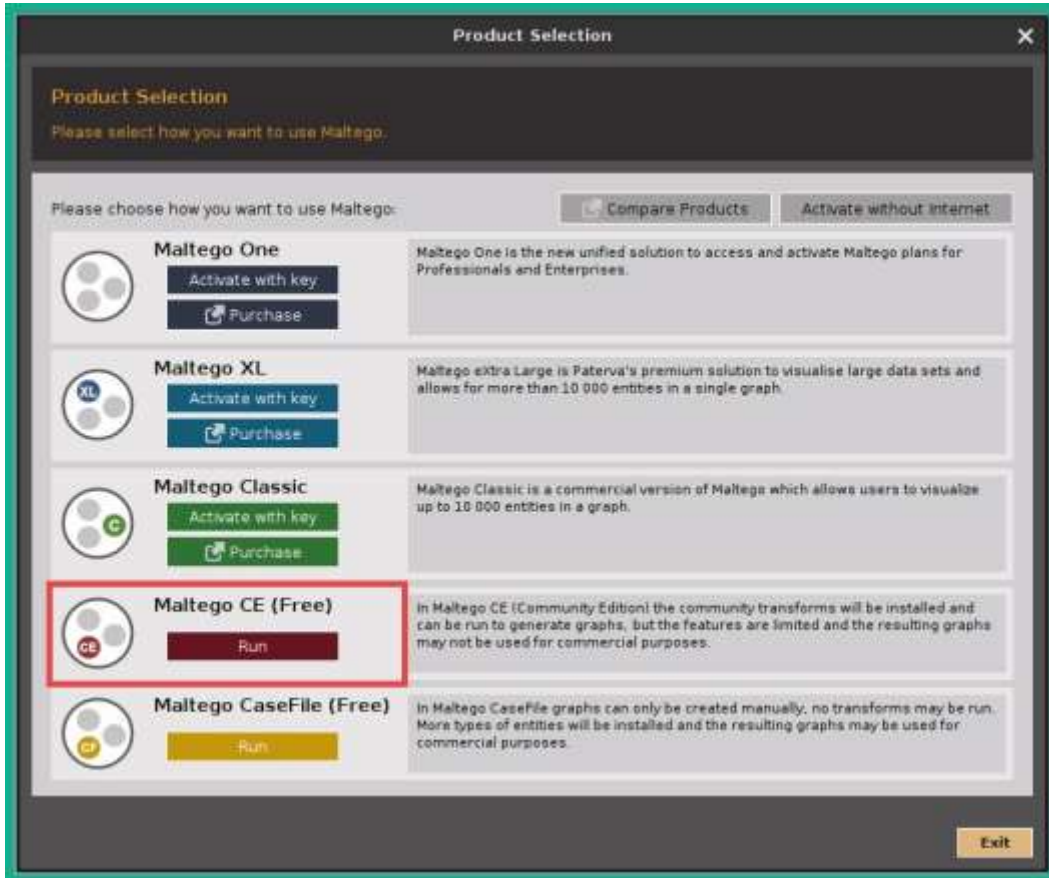 Product Selection
Product Selection
Please select how you want to use Maltego.
Please choose how you want to use Maltego:
Compare Products
Activate without Internet
Maltego One
Activate with key
Purchase
Maltego One is the new unified solution to access and activate Maltego plans for
Professionals and Enterprises.
Maltego XL
XL
Activate with key
Purchase
Maltego eXtra Large is Paterva's premium solution to visualise large data sets and
allows for more than 10 000 entities in a single graph.
Maltego Classic
C
Activate with key
Purchase
Maltego Classic is a commercial version of Maltego which allows users to visualize
up to 10 000 entities in a graph.
Maltego CE (Free)
CE
Run
In Maltego CE (Community Edition) the community transforms will be installed and
can be run to generate graphs, but the features are limited and the resulting graphs
may not be used for commercial purposes.
Maltego CaseFile (Free)
CF
Run
In Maltego CaseFile graphs can only be created manually, no transforms may be run.
More types of entities will be installed and the resulting graphs may be used for
commercial purposes.
Exit